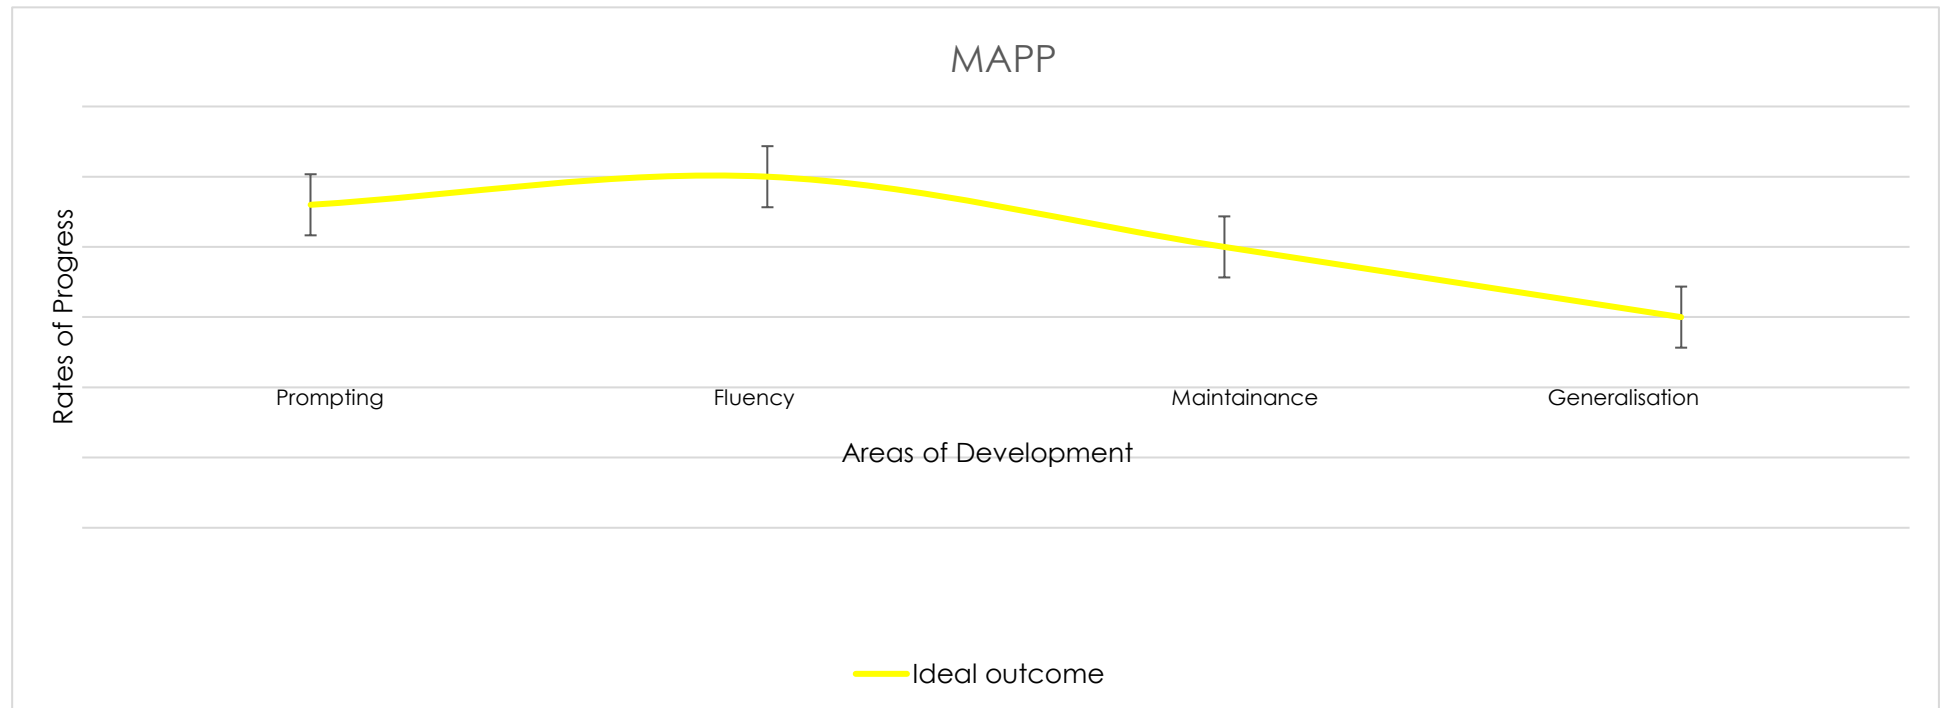 MAPP
Rates of Progress
Prompting Fluency Maintainance Generalisation
Areas of Development
Ideal outcome